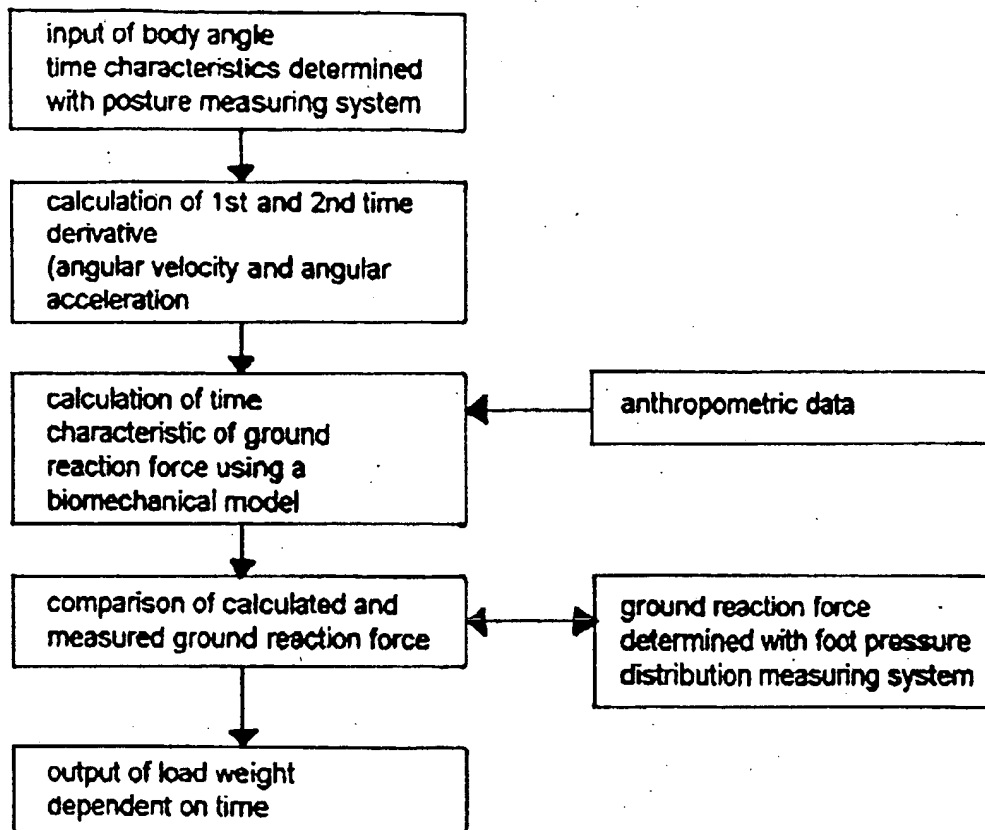 input of body angle
time characteristics determined
with posture measuring system
calculation of 1st and 2nd time
derivative
(angular velocity and angular
acceleration
calculation of time
characteristic of ground
reaction force using a
biomechanical model
anthropometric data
comparison of calculated and
measured ground reaction force
ground reaction force
determined with foot pressure
distribution measuring system
output of load weight
dependent on time